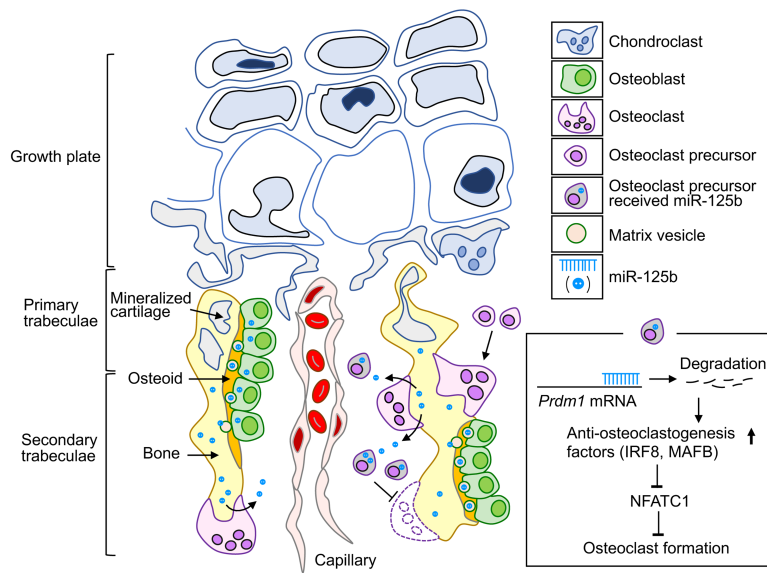 Growth plate
Primary
trabeculae
Mineralized
cartilage
Osteoid
Secondary
trabeculae
Bone
Capillary
Chondroclast
Osteoblast
Osteoclast
Osteoclast precursor
Osteoclast precursor
received miR-125b
Matrix vesicle
miR-125b
Degradation
Prdm1 mRNA
Anti-osteoclastogenesis
factors (IRF8, MAFB)
NFATC1
Osteoclast formation